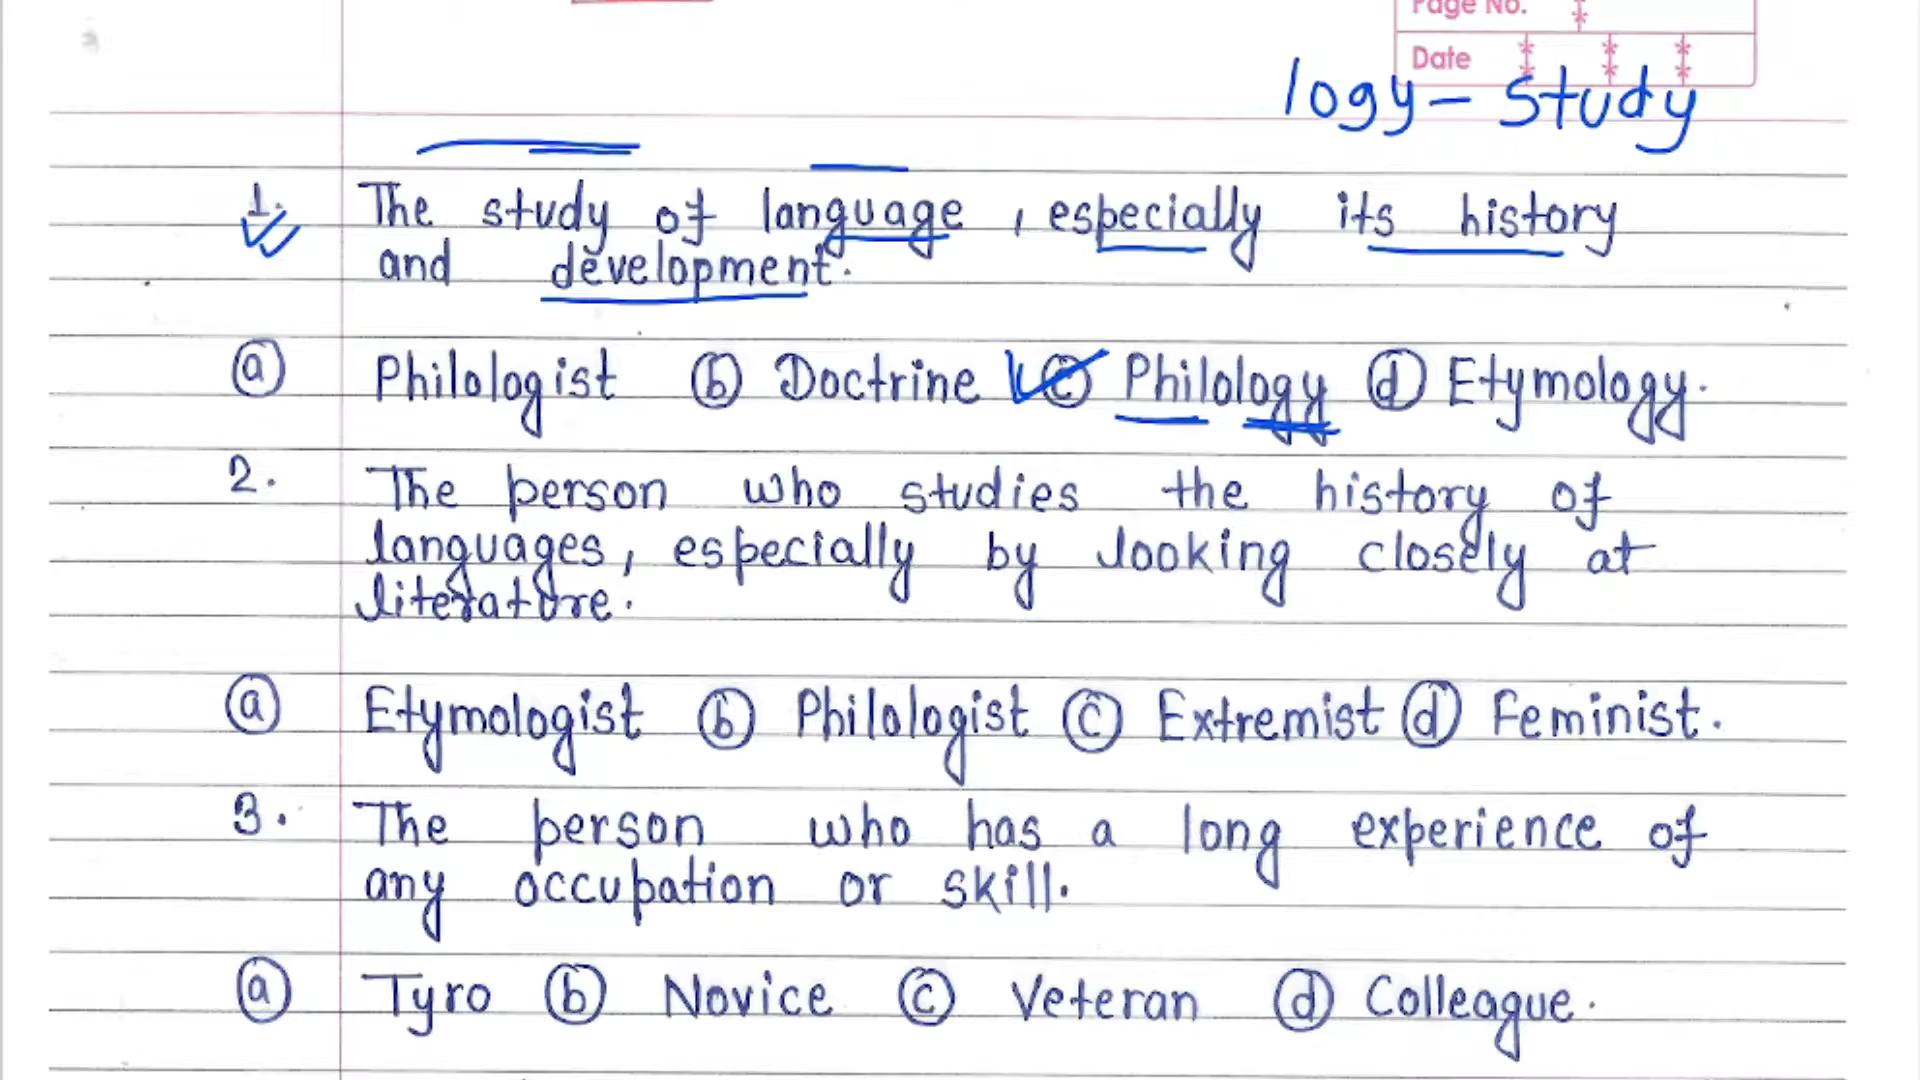 Page No.
Date
logy - Study
1. The study of language, especially its history
and development.
ⓐ Philologist ⓑ Doctrine ⓒ Philology ⓓ Etymology.
2. The person who studies the history of
languages, especially by looking closely at
literature.
ⓐ Etymologist ⓑ Philologist ⓒ Extremist ⓓ Feminist.
3. The person who has a long experience of
any occupation or skill.
ⓐ Tyro ⓑ Novice ⓒ Veteran ⓓ Colleague.